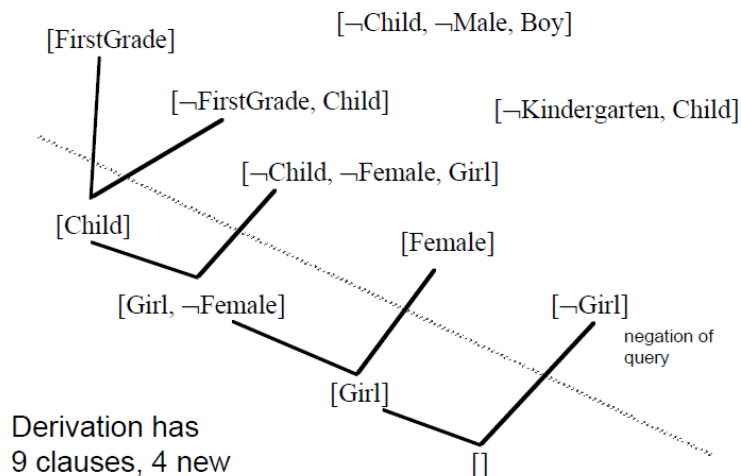 [¬Child, ¬Male, Boy]
[FirstGrade]
[¬FirstGrade, Child]
[¬Kindergarten, Child]
[¬Child, ¬Female, Girl]
[Child]
[Female]
[Girl, ¬Female]
[¬Girl]
negation of
query
[Girl]
Derivation has
9 clauses, 4 new
[]